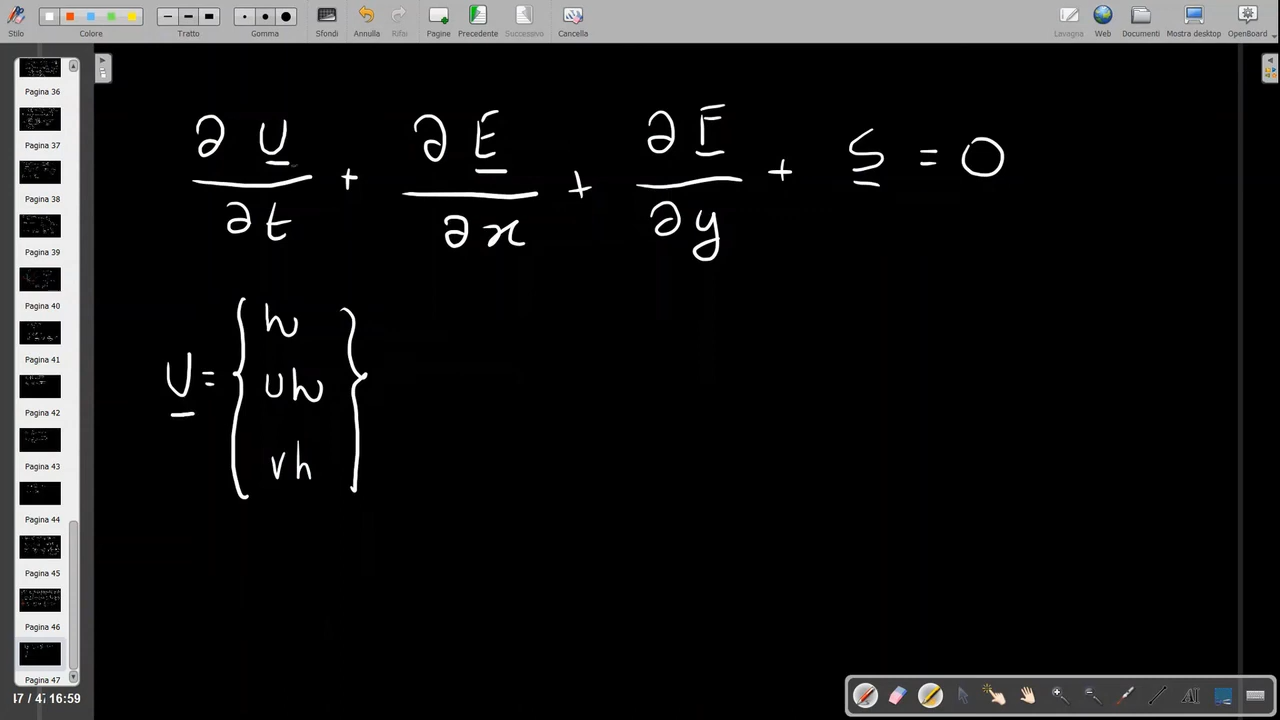 Stilo Colore Tratto Gomma Sfondi Annulla Rifai Pagine Precedente Successivo Cancella Lavagna Web Documenti Mostra desktop OpenBoard
Pagina 36
Pagina 37
Pagina 38
Pagina 39
Pagina 40
Pagina 41
Pagina 42
Pagina 43
Pagina 44
Pagina 45
Pagina 46
Pagina 47
16:59
∂U/∂t + ∂E/∂x + ∂F/∂y + S = 0
U = { h
uh
vh }